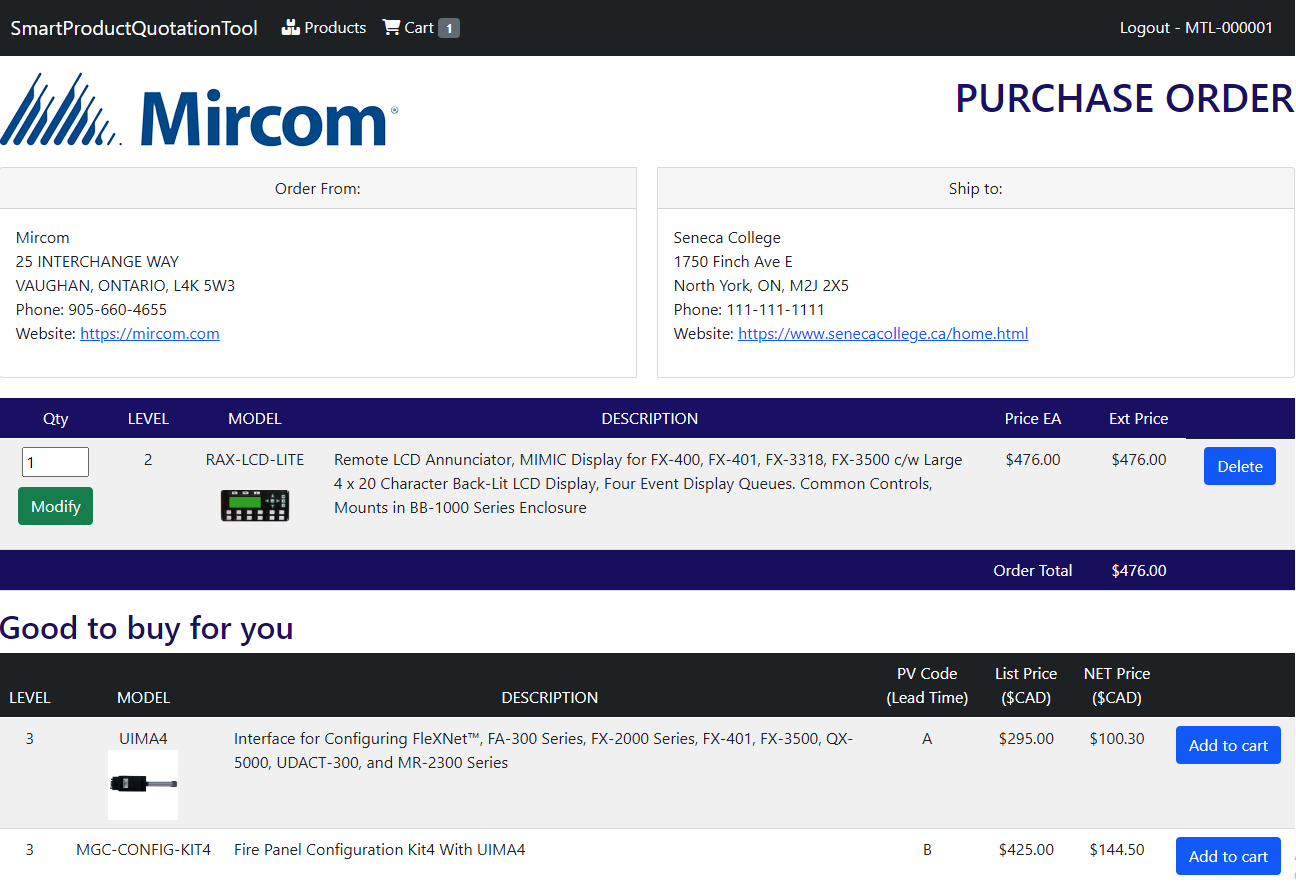 SmartProductQuotationTool Products Cart 1 Logout - MTL-000001
Mircom®
PURCHASE ORDER
Order From:
Mircom
25 INTERCHANGE WAY
VAUGHAN, ONTARIO, L4K 5W3
Phone: 905-660-4655
Website: https://mircom.com
Ship to:
Seneca College
1750 Finch Ave E
North York, ON, M2J 2X5
Phone: 111-111-1111
Website: https://www.senecacollege.ca/home.html
Qty LEVEL MODEL DESCRIPTION Price EA Ext Price
1 2 RAX-LCD-LITE Remote LCD Annunciator, MIMIC Display for FX-400, FX-401, FX-3318, FX-3500 c/w Large $476.00 $476.00 Delete
4 x 20 Character Back-Lit LCD Display, Four Event Display Queues. Common Controls,
Modify Mounts in BB-1000 Series Enclosure
Order Total $476.00
Good to buy for you
LEVEL MODEL DESCRIPTION PV Code (Lead Time) List Price ($CAD) NET Price ($CAD)
3 UIMA4 Interface for Configuring FleXNet™, FA-300 Series, FX-2000 Series, FX-401, FX-3500, QX- A $295.00 $100.30 Add to cart
5000, UDACT-300, and MR-2300 Series
3 MGC-CONFIG-KIT4 Fire Panel Configuration Kit4 With UIMA4 B $425.00 $144.50 Add to cart